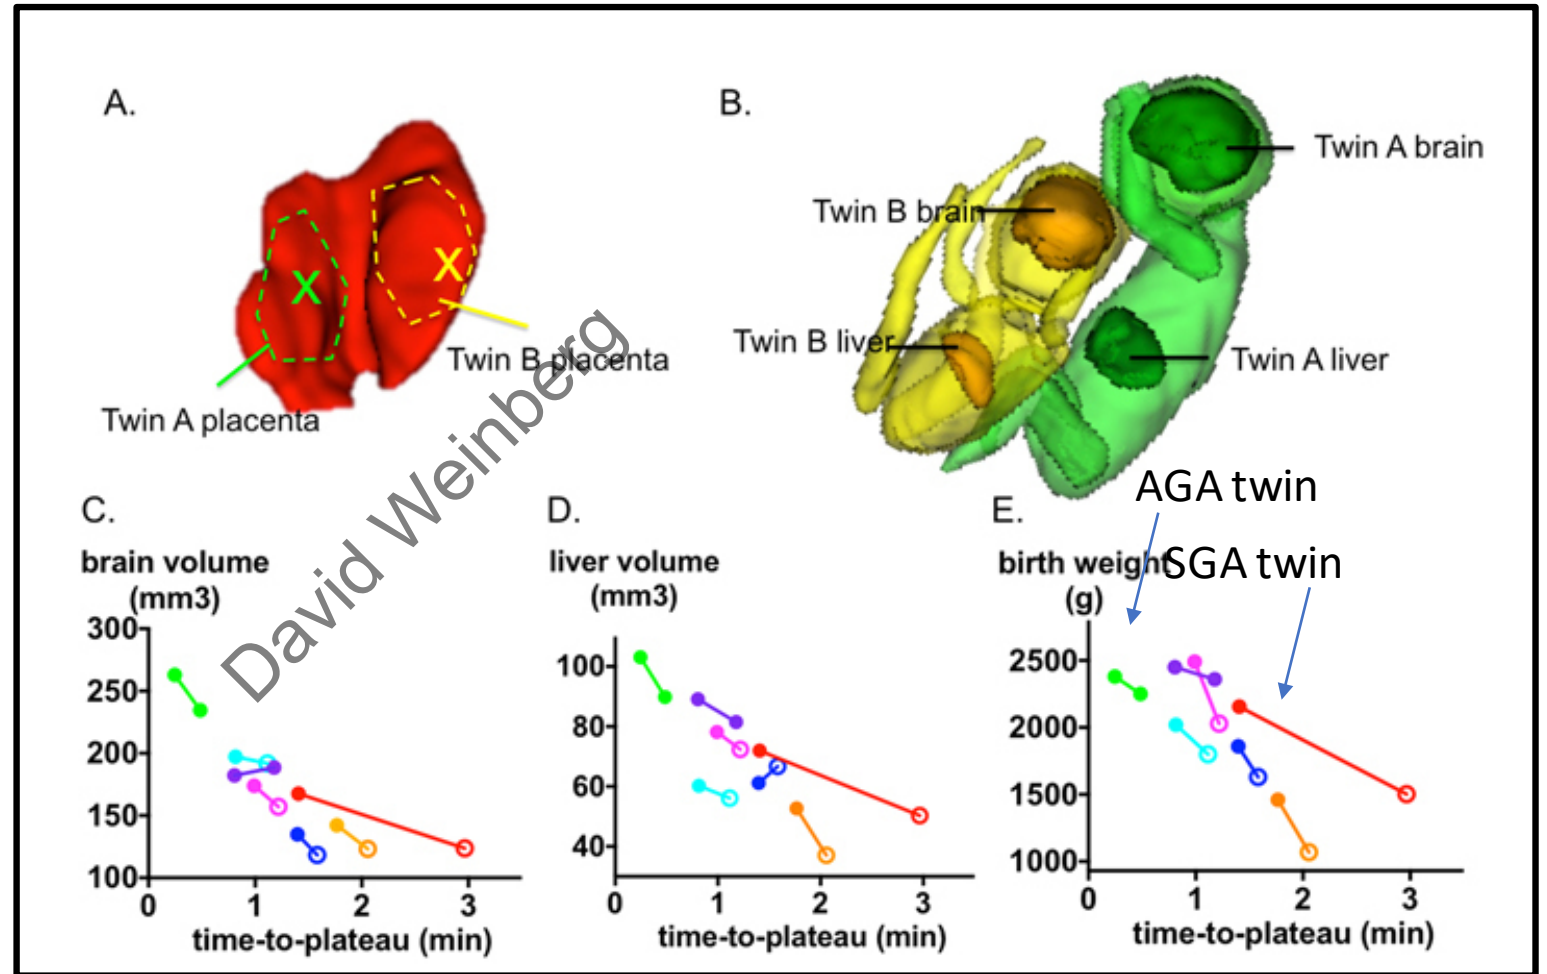 A.
B.
Twin A brain
Twin B brain
X
X
Twin B liver
Twin B placenta
Twin A liver
Twin A placenta
David Weinberg
AGA twin
SGA twin
C.
brain volume
(mm3)
300
250
200
150
100
0 1 2 3
time-to-plateau (min)
D.
liver volume
(mm3)
100
80
60
40
0 1 2 3
time-to-plateau (min)
E.
birth weight
(g)
2500
2000
1500
1000
0 1 2 3
time-to-plateau (min)